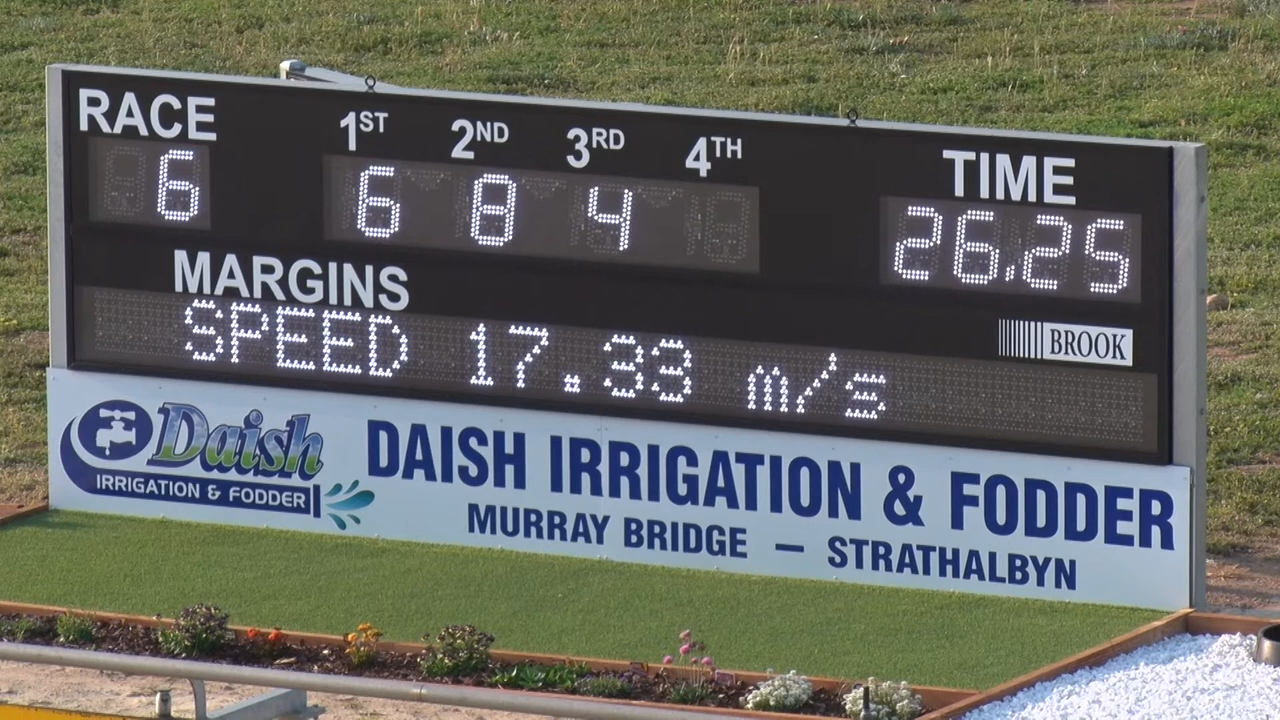 RACE 1ST 2ND 3RD 4TH TIME
6 6 8 4 26.25
MARGINS
BROOK
SPEED 17.33 m/s
Daish
IRRIGATION & FODDER
DAISH IRRIGATION & FODDER
MURRAY BRIDGE – STRATHALBYN